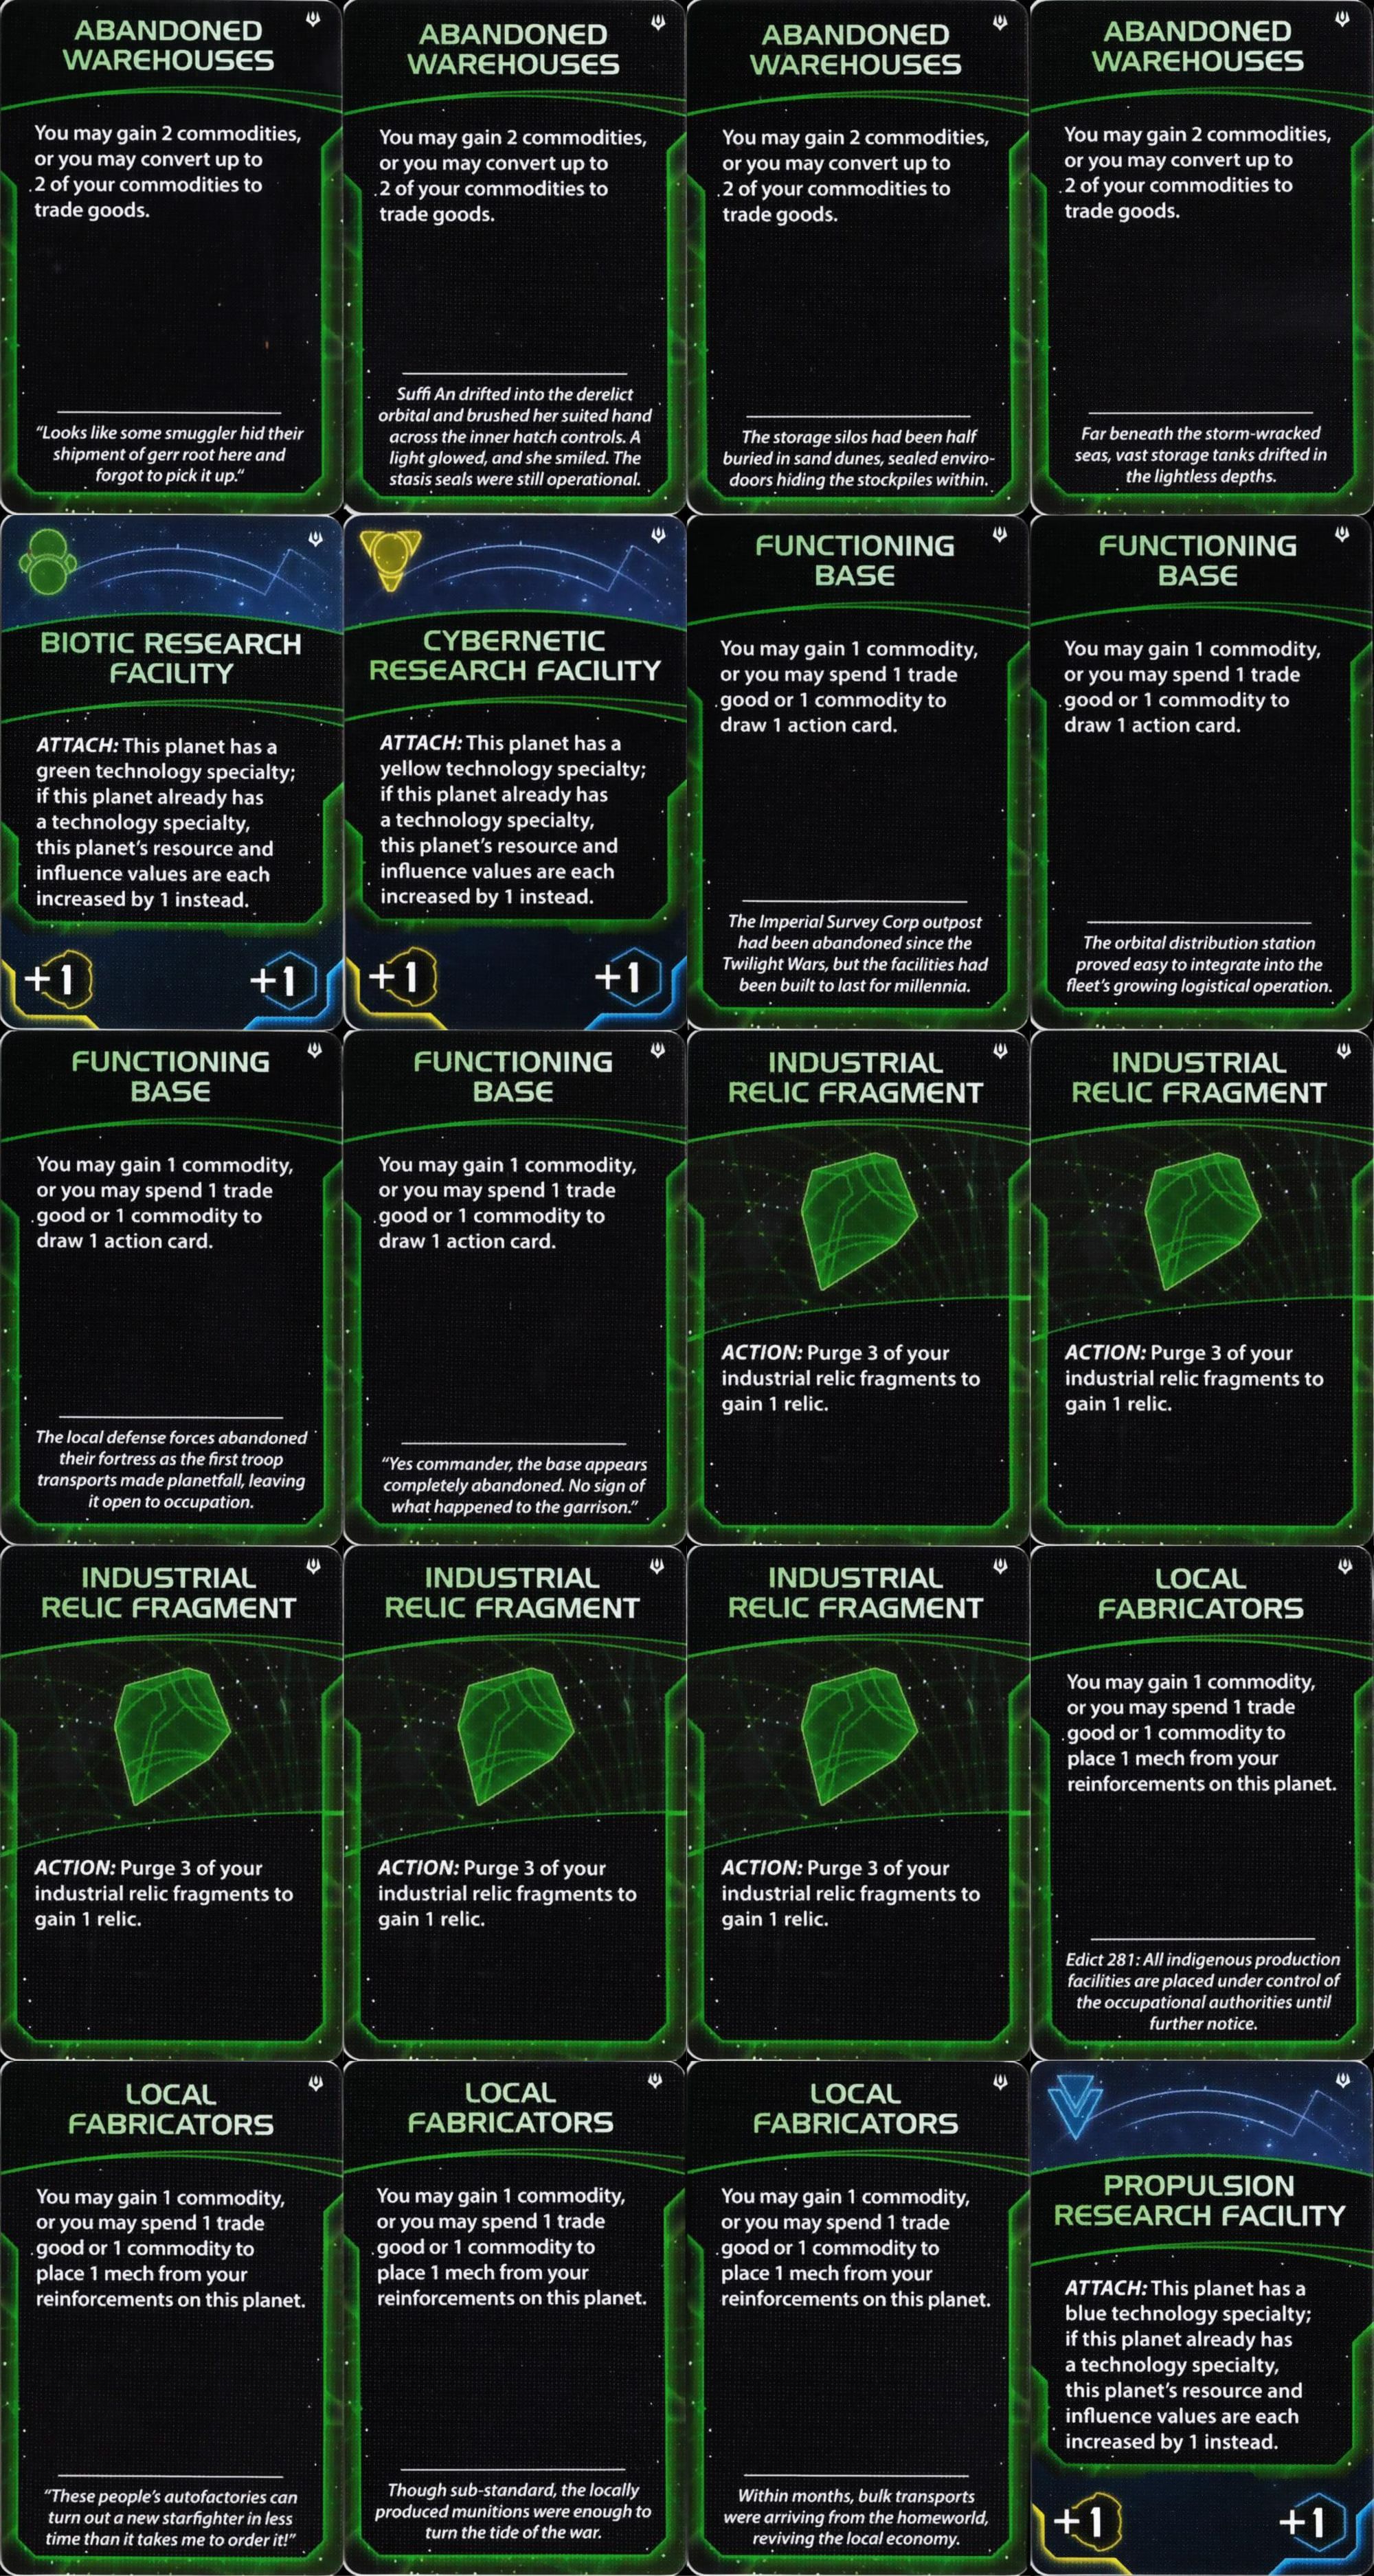 ABANDONED
WAREHOUSES
You may gain 2 commodities,
or you may convert up to
2 of your commodities to
trade goods.
"Looks like some smuggler hid their
shipment of gerr root here and
forgot to pick it up."
ABANDONED
WAREHOUSES
You may gain 2 commodities,
or you may convert up to
2 of your commodities to
trade goods.
Suffi An drifted into the derelict
orbital and brushed her suited hand
across the inner hatch controls. A
light glowed, and she smiled. The
stasis seals were still operational.
ABANDONED
WAREHOUSES
You may gain 2 commodities,
or you may convert up to
2 of your commodities to
trade goods.
The storage silos had been half
buried in sand dunes, sealed enviro-
doors hiding the stockpiles within.
ABANDONED
WAREHOUSES
You may gain 2 commodities,
or you may convert up to
2 of your commodities to
trade goods.
Far beneath the storm-wracked
seas, vast storage tanks drifted in
the lightless depths.
BIOTIC RESEARCH
FACILITY
ATTACH: This planet has a
green technology specialty;
if this planet already has
a technology specialty,
this planet's resource and
influence values are each
increased by 1 instead.
+1
+1
CYBERNETIC
RESEARCH FACILITY
ATTACH: This planet has a
yellow technology specialty;
if this planet already has
a technology specialty,
this planet's resource and
influence values are each
increased by 1 instead.
+1
+1
FUNCTIONING
BASE
You may gain 1 commodity,
or you may spend 1 trade
good or 1 commodity to
draw 1 action card.
The Imperial Survey Corp outpost
had been abandoned since the
Twilight Wars, but the facilities had
been built to last for millennia.
FUNCTIONING
BASE
You may gain 1 commodity,
or you may spend 1 trade
good or 1 commodity to
draw 1 action card.
The orbital distribution station
proved easy to integrate into the
fleet's growing logistical operation.
FUNCTIONING
BASE
You may gain 1 commodity,
or you may spend 1 trade
good or 1 commodity to
draw 1 action card.
The local defense forces abandoned
their fortress as the first troop
transports made planetfall, leaving
it open to occupation.
FUNCTIONING
BASE
You may gain 1 commodity,
or you may spend 1 trade
good or 1 commodity to
draw 1 action card.
"Yes commander, the base appears
completely abandoned. No sign of
what happened to the garrison."
INDUSTRIAL
RELIC FRAGMENT
ACTION: Purge 3 of your
industrial relic fragments to
gain 1 relic.
INDUSTRIAL
RELIC FRAGMENT
ACTION: Purge 3 of your
industrial relic fragments to
gain 1 relic.
INDUSTRIAL
RELIC FRAGMENT
ACTION: Purge 3 of your
industrial relic fragments to
gain 1 relic.
INDUSTRIAL
RELIC FRAGMENT
ACTION: Purge 3 of your
industrial relic fragments to
gain 1 relic.
INDUSTRIAL
RELIC FRAGMENT
ACTION: Purge 3 of your
industrial relic fragments to
gain 1 relic.
LOCAL
FABRICATORS
You may gain 1 commodity,
or you may spend 1 trade
good or 1 commodity to
place 1 mech from your
reinforcements on this planet.
Edict 281: All indigenous production
facilities are placed under control of
the occupational authorities until
further notice.
LOCAL
FABRICATORS
You may gain 1 commodity,
or you may spend 1 trade
good or 1 commodity to
place 1 mech from your
reinforcements on this planet.
"These people's autofactories can
turn out a new starfighter in less
time than it takes me to order it!"
LOCAL
FABRICATORS
You may gain 1 commodity,
or you may spend 1 trade
good or 1 commodity to
place 1 mech from your
reinforcements on this planet.
Though sub-standard, the locally
produced munitions were enough to
turn the tide of the war.
LOCAL
FABRICATORS
You may gain 1 commodity,
or you may spend 1 trade
good or 1 commodity to
place 1 mech from your
reinforcements on this planet.
Within months, bulk transports
were arriving from the homeworld,
reviving the local economy.
PROPULSION
RESEARCH FACILITY
ATTACH: This planet has a
blue technology specialty;
if this planet already has
a technology specialty,
this planet's resource and
influence values are each
increased by 1 instead.
+1
+1